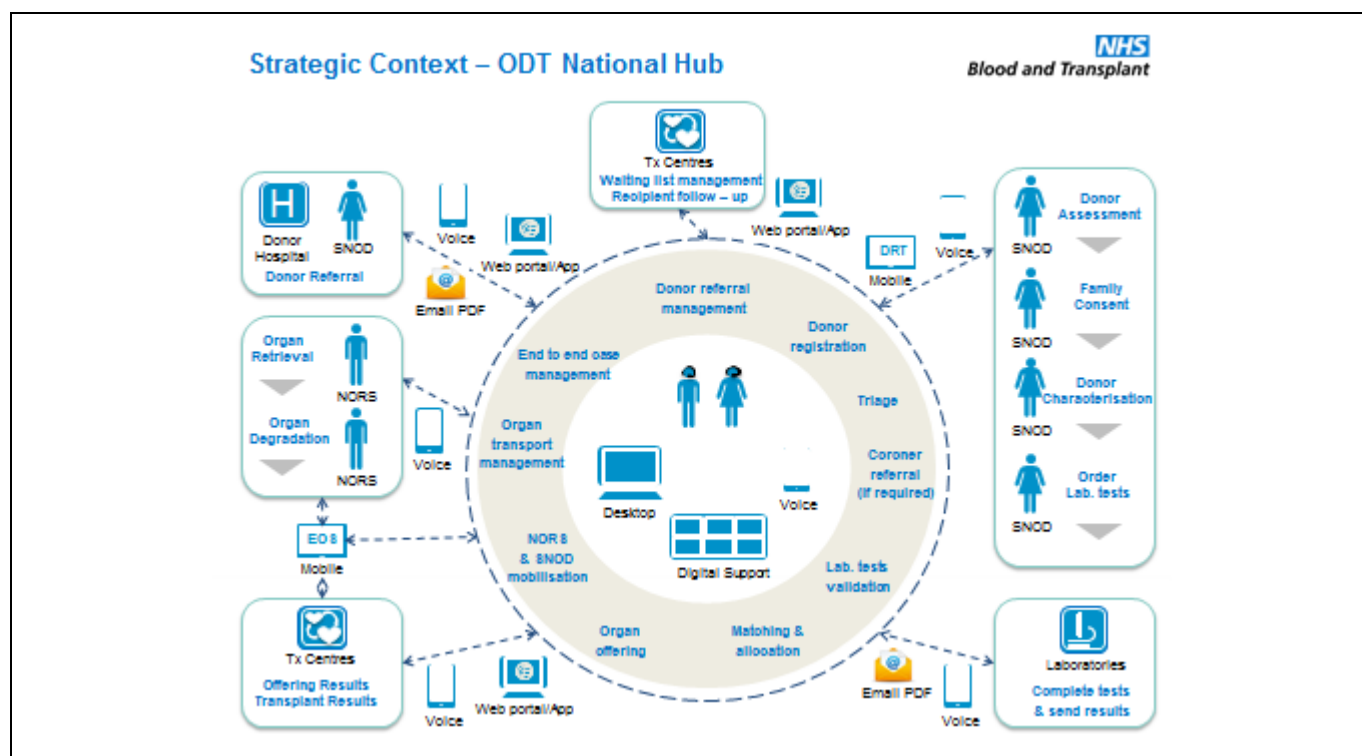 Strategic Context – ODT National Hub
NHS
Blood and Transplant
Tx Centres
Waiting list management
Recipient follow – up
Web portal/App
H
Donor
Hospital
SNOD
Donor Referral
Voice
Web portal/App
@
Email PDF
DRT
Mobile
Voice
Donor
Assessment
SNOD
Family
Consent
SNOD
Donor
Characterisation
SNOD
Order
Lab. tests
SNOD
Organ
Retrieval
NORS
Organ
Degradation
NORS
Voice
EOS
Mobile
Tx Centres
Offering Results
Transplant Results
Voice
Web portal/App
Donor referral
management
Donor
registration
Triage
Coroner
referral
(if required)
Lab. tests
validation
Matching &
allocation
Organ
offering
NORS
& SNOD
mobilisation
Organ
transport
management
End to end case
management
Desktop
Voice
Digital Support
@
Email PDF
Voice
Laboratories
Complete tests
& send results